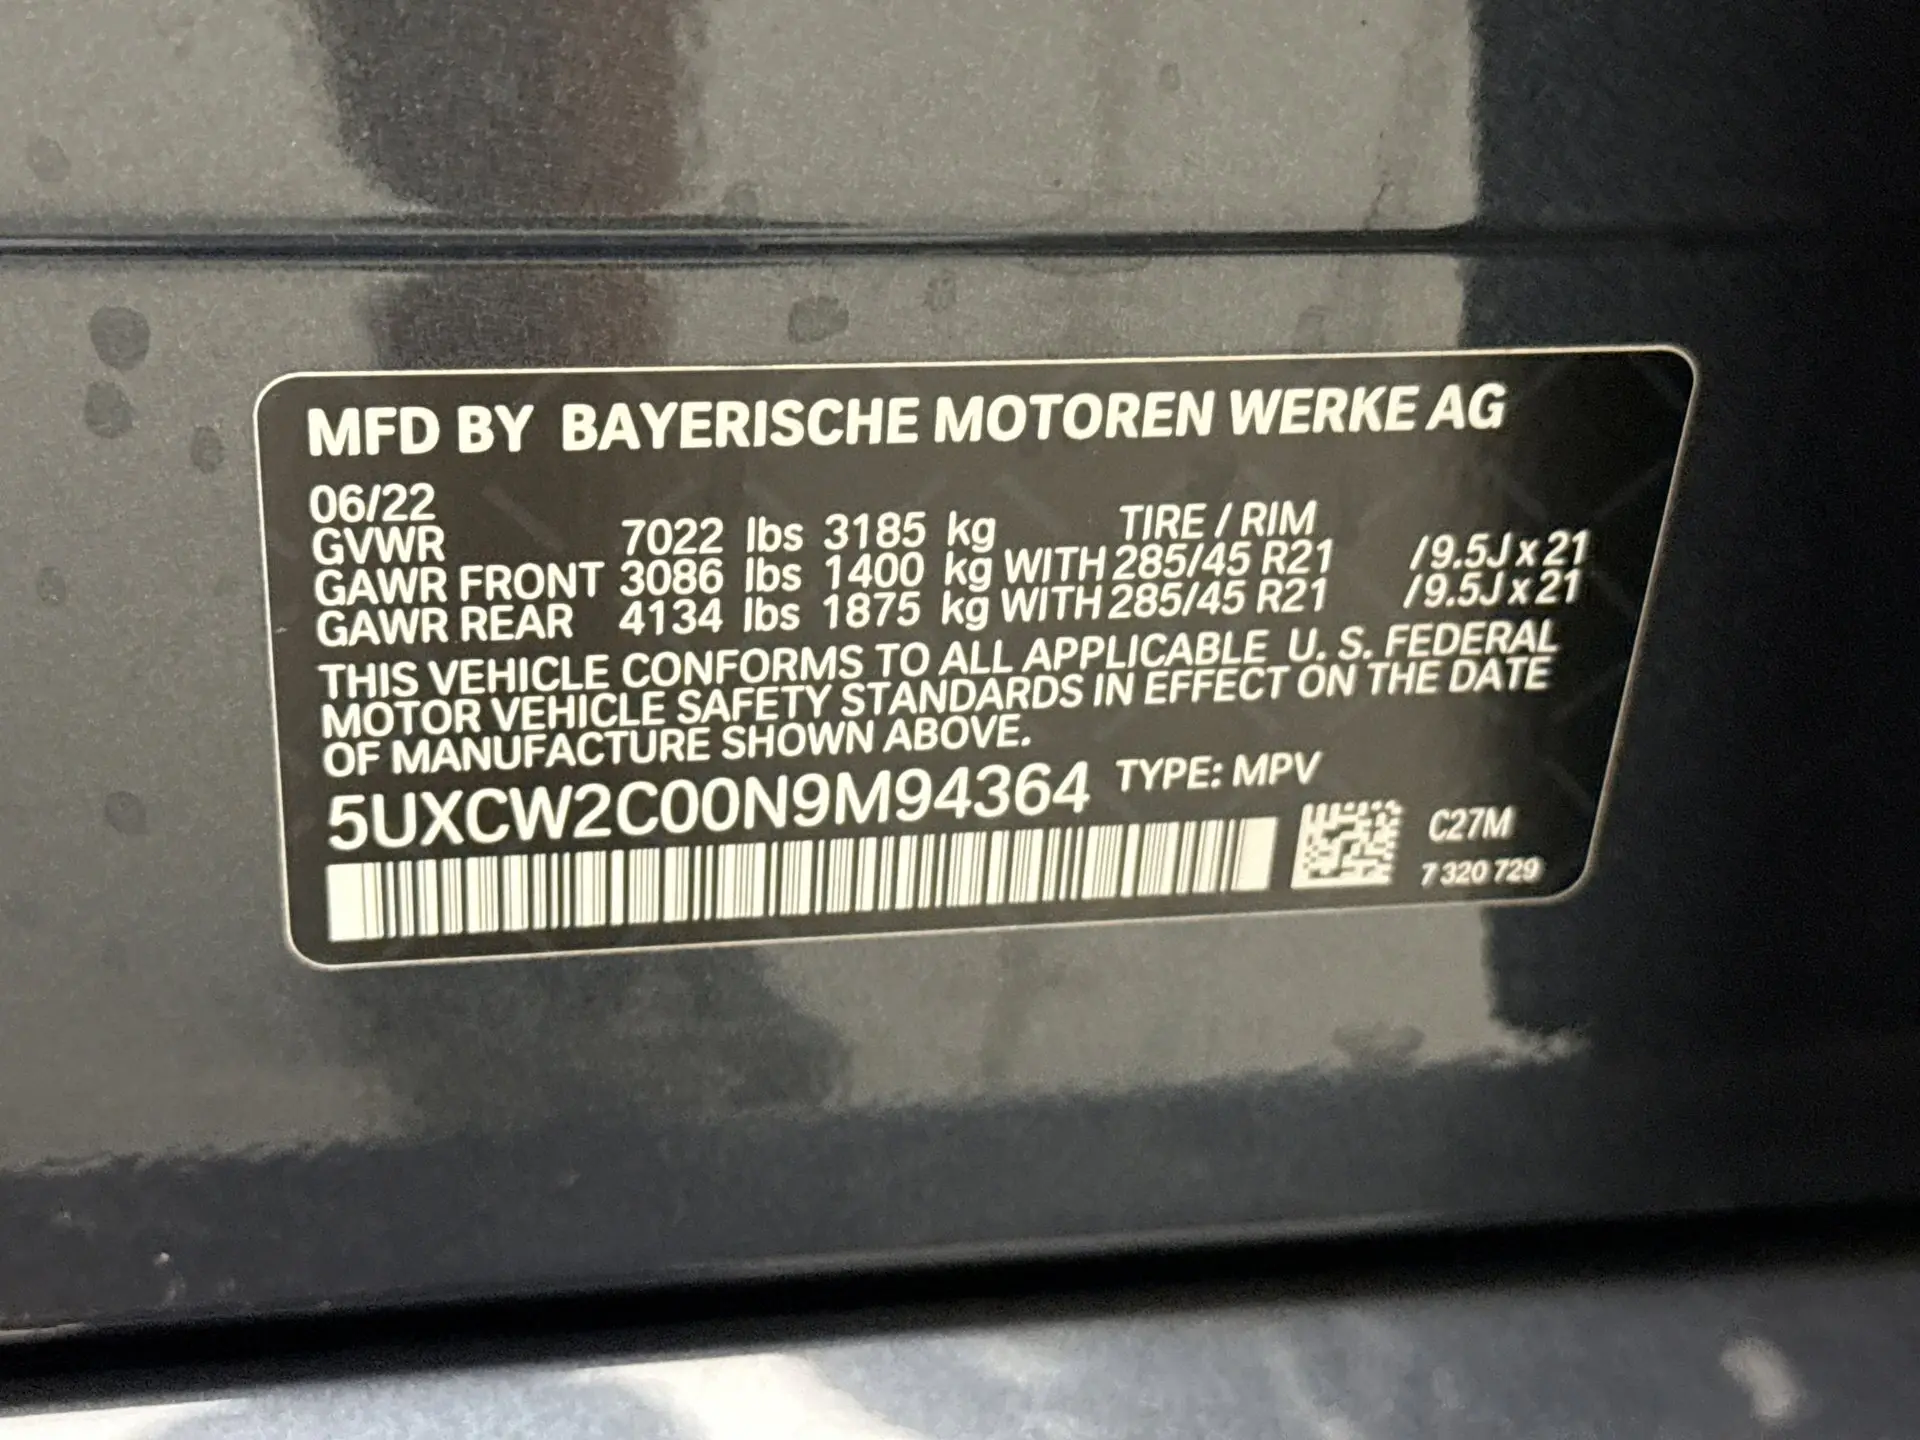 MFD BY BAYERISCHE MOTOREN WERKE AG
06/22
GVWR 7022 lbs 3185 kg TIRE / RIM
GAWR FRONT 3086 lbs 1400 kg WITH 285/45 R21 /9.5J x 21
GAWR REAR 4134 lbs 1875 kg WITH 285/45 R21 /9.5J x 21
THIS VEHICLE CONFORMS TO ALL APPLICABLE U. S. FEDERAL
MOTOR VEHICLE SAFETY STANDARDS IN EFFECT ON THE DATE
OF MANUFACTURE SHOWN ABOVE.
5UXCW2C00N9M94364 TYPE: MPV
C27M
7 320 729